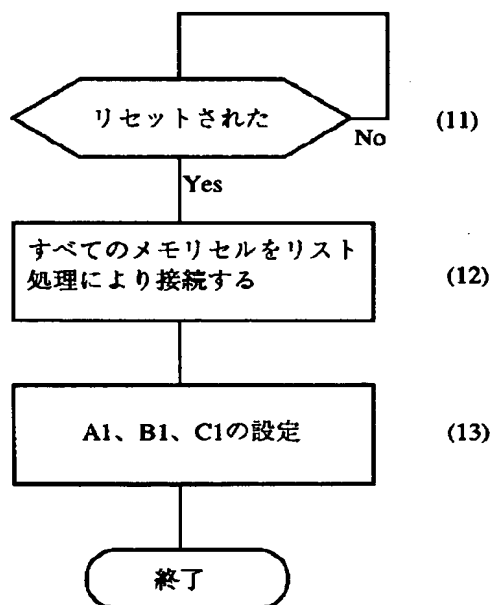 リセットされた
(11)
No
Yes
すべてのメモリセルをリスト
処理により接続する
(12)
A1、B1、C1の設定
(13)
終了